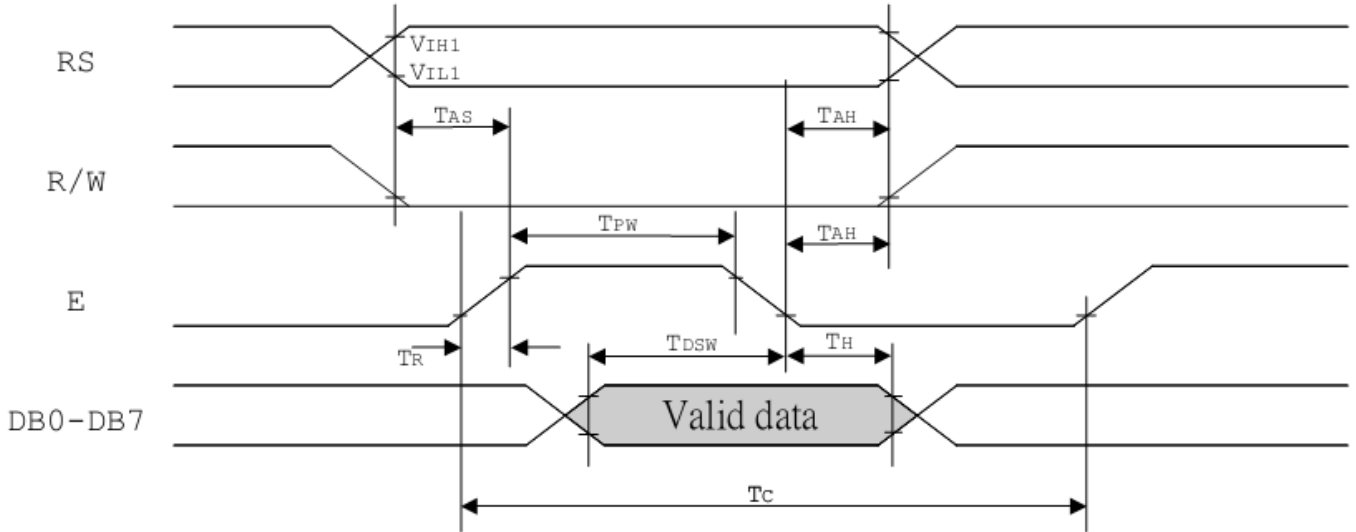 RS
VIH1
VIL1
TAS
TAH
R/W
TPW
TAH
E
TR
TDSW
TH
DB0-DB7
Valid data
TC